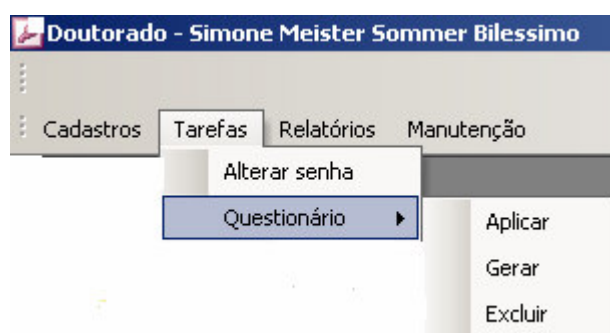 Doutorado - Simone Meister Sommer Bilessimo
Cadastros Tarefas Relatórios Manutenção
Alterar senha
Questionário
Aplicar
Gerar
Excluir